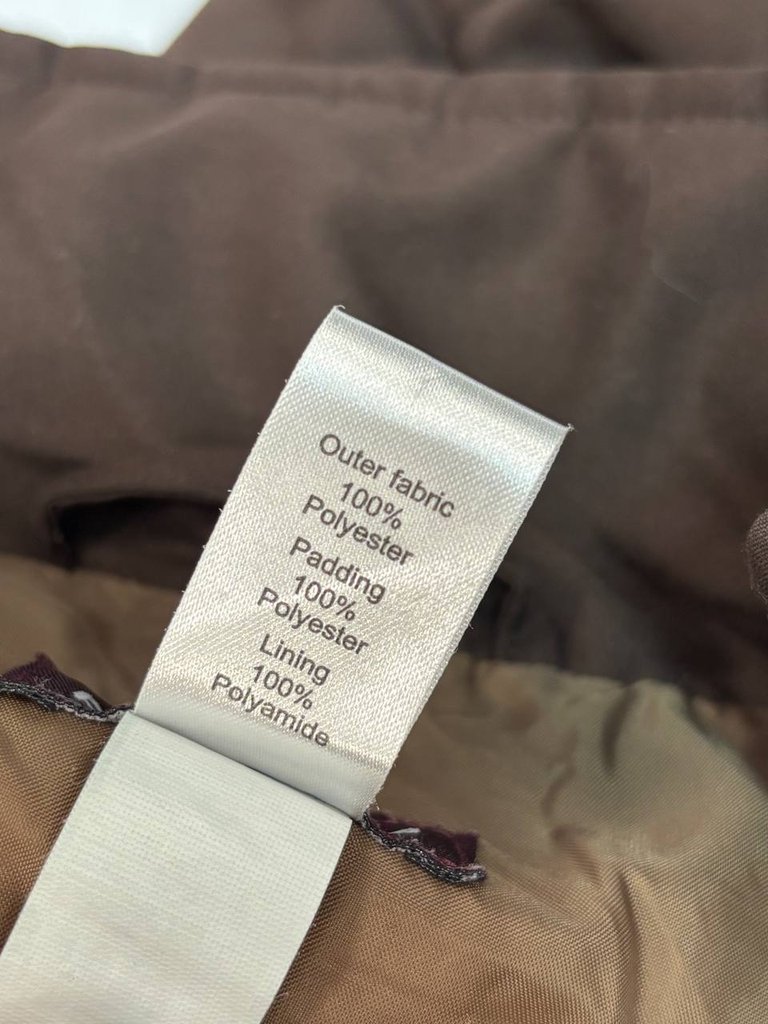 Outer fabric
100%
Polyester
Padding
100%
Polyester
Lining
100%
Polyamide